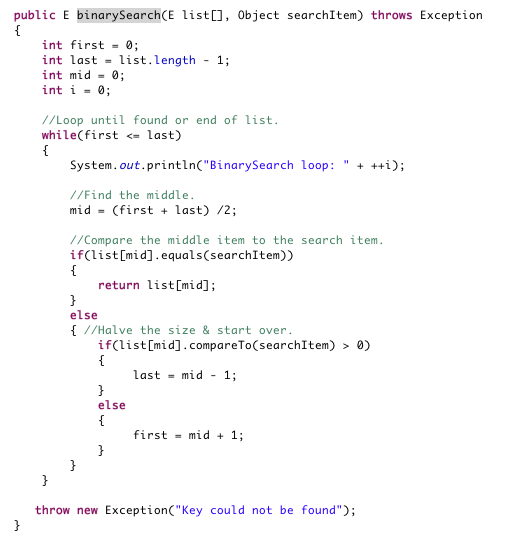 public E binarySearch(E list[], Object searchItem) throws Exception
{
int first = 0;
int last = list.length - 1;
int mid = 0;
int i = 0;
//Loop until found or end of list.
while(first <= last)
{
System.out.println("BinarySearch loop: " + ++i);
//Find the middle.
mid = (first + last) /2;
//Compare the middle item to the search item.
if(list[mid].equals(searchItem))
{
return list[mid];
}
else
{ //Halve the size & start over.
if(list[mid].compareTo(searchItem) > 0)
{
last = mid - 1;
}
else
{
first = mid + 1;
}
}
}
throw new Exception("Key could not be found");
}